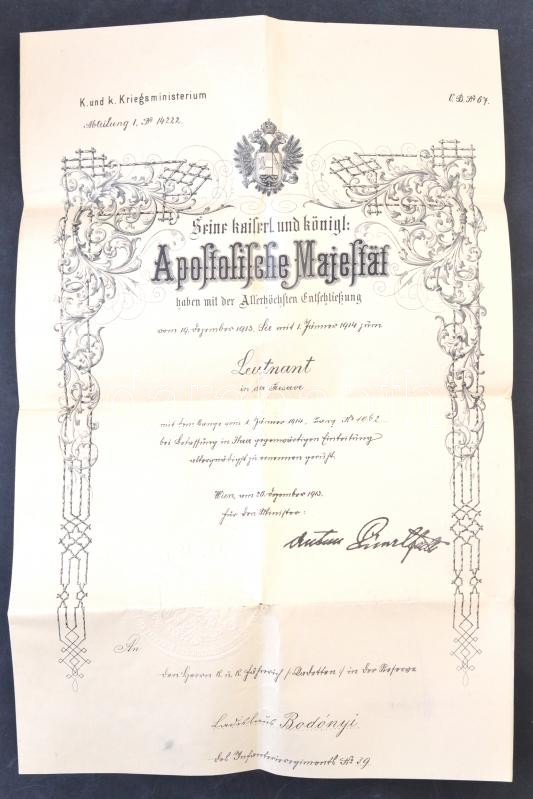 K. und k. Kriegsministerium
Abteilung 1, № 14222.
V. B. № 67.
Seine kaiserl. und königl:
Apostolische Majestät
haben mit der Allerhöchsten Entschließung
vom 19. Dezember 1913, Sie mit 1. Jänner 1914 zum
Leutnant
in der Reserve
mit dem Range vom 1. Jänner 1914, Rang №
bei Belassung in Ihrer gegenwärtigen Einteilung
allergnädigst zu ernennen geruht.
Wien, am 20. Dezember 1913.
Für den Minister:
An
den Herrn k. u. k. Fähnrich / Kadetten / in der Reserve
Ladislaus Bodónyi
des Infanterieregiments № 39